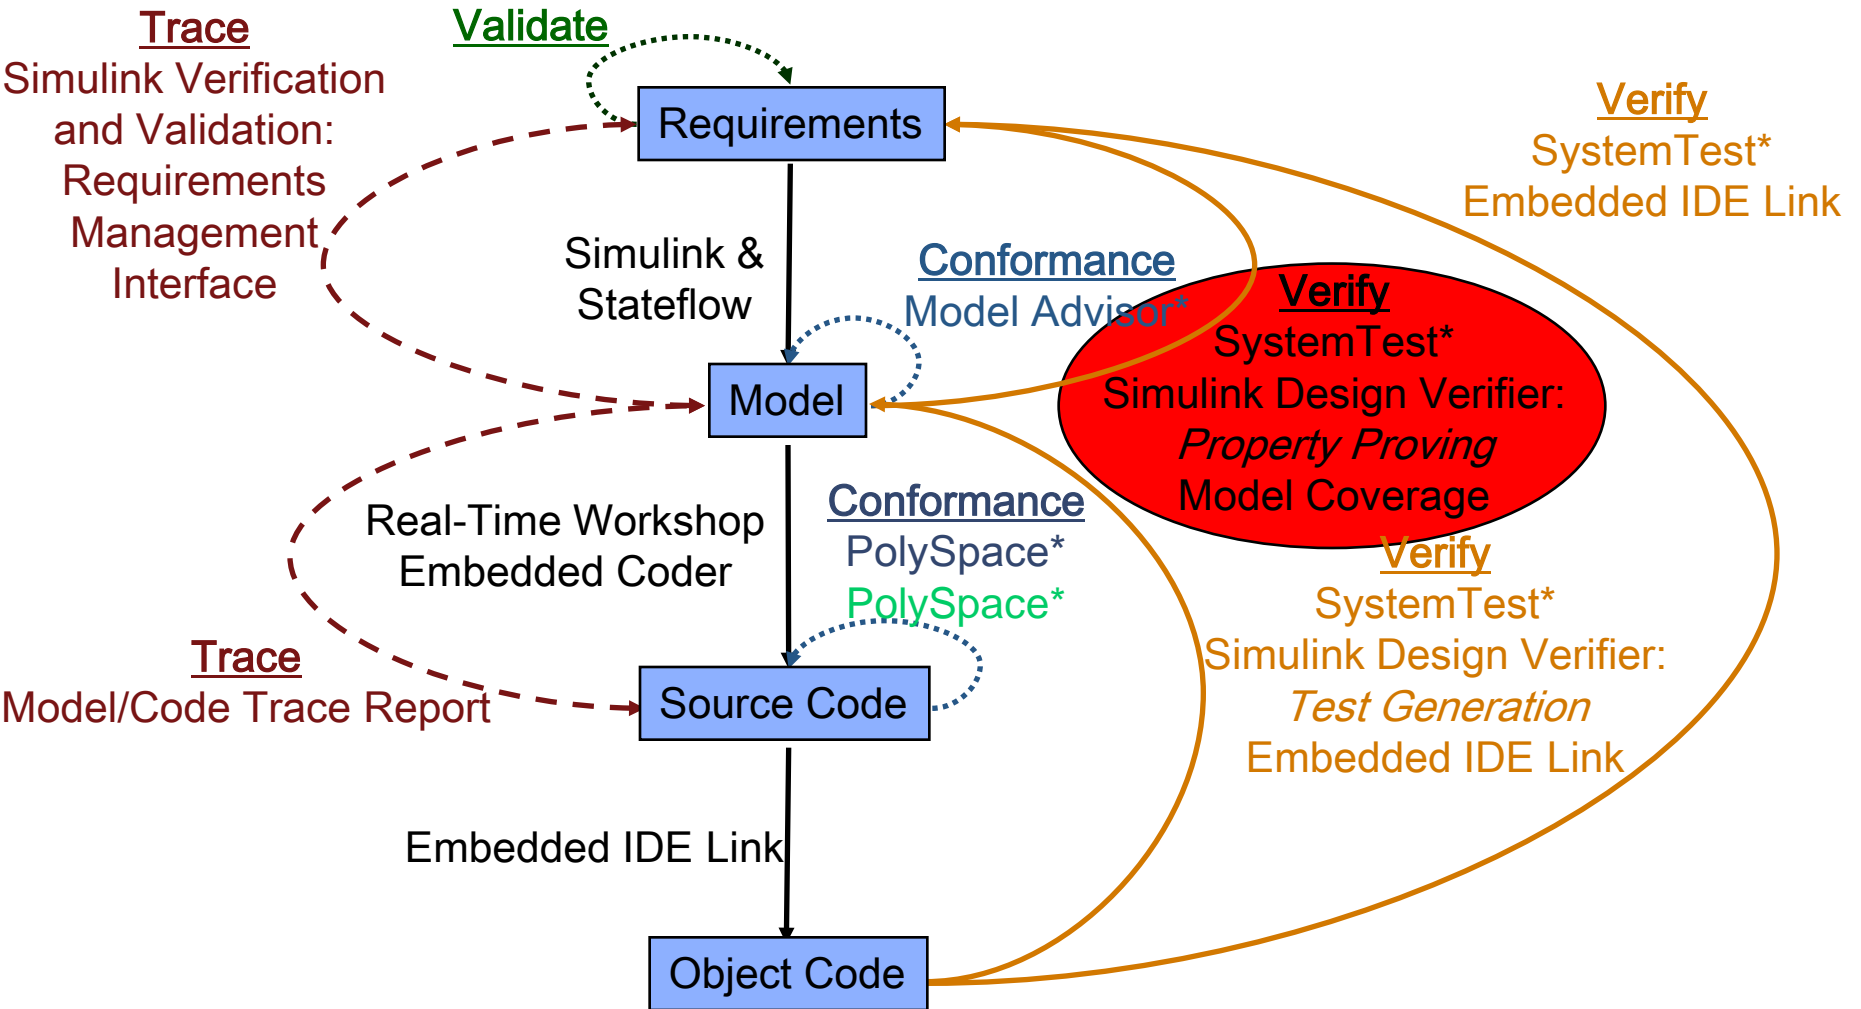 Trace
Simulink Verification
and Validation:
Requirements
Management
Interface
Validate
Requirements
Verify
SystemTest*
Embedded IDE Link
Simulink &
Stateflow
Conformance
Model Advisor*
Verify
SystemTest*
Simulink Design Verifier:
Property Proving
Model Coverage
Model
Real-Time Workshop
Embedded Coder
Conformance
PolySpace*
PolySpace*
Verify
SystemTest*
Simulink Design Verifier:
Test Generation
Embedded IDE Link
Trace
Model/Code Trace Report
Source Code
Embedded IDE Link
Object Code